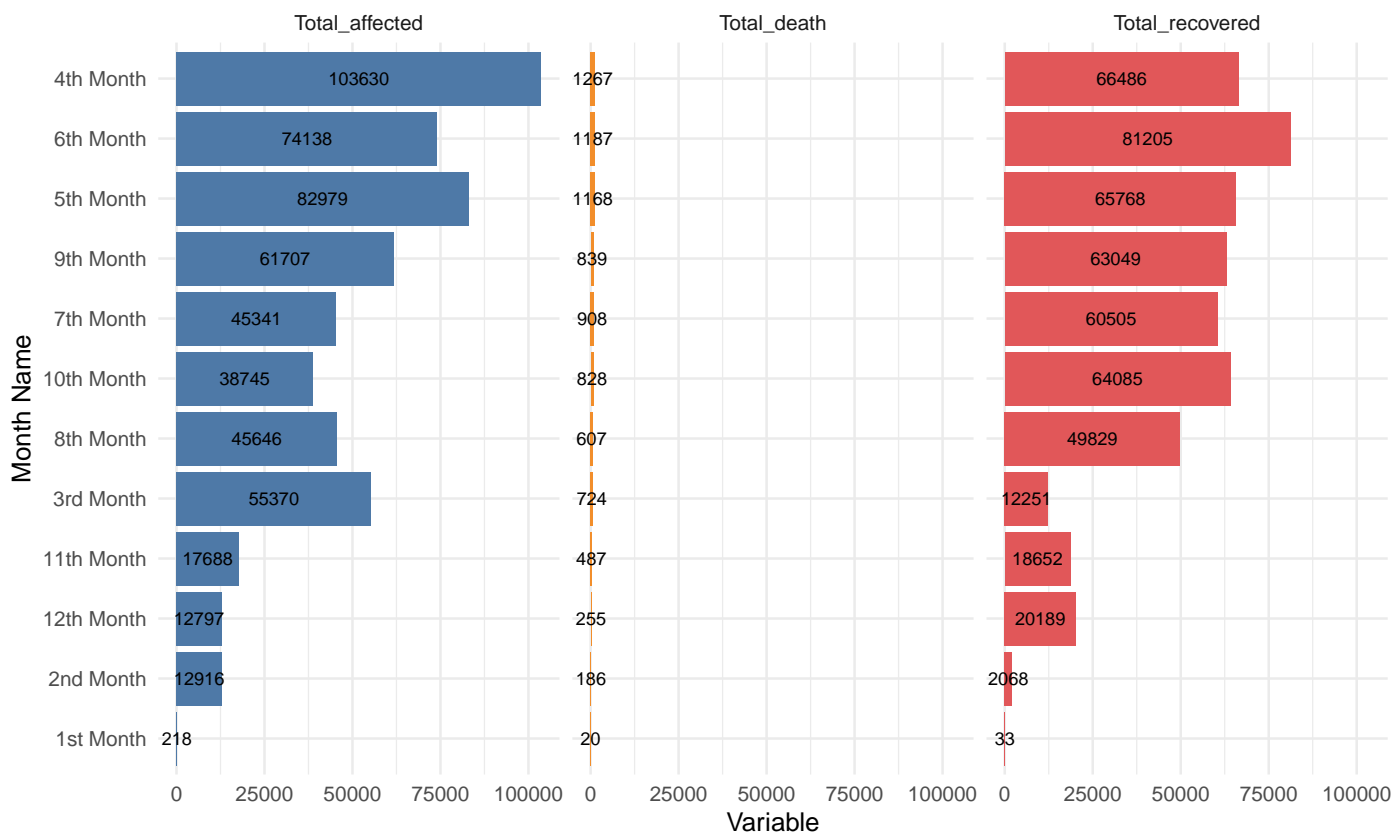 Total_affected Total_death Total_recovered
4th Month 103630 1267 66486
6th Month 74138 1187 81205
5th Month 82979 1168 65768
9th Month 61707 839 63049
7th Month 45341 908 60505
10th Month 38745 828 64085
8th Month 45646 607 49829
3rd Month 55370 724 12251
11th Month 17688 487 18652
12th Month 12797 255 20189
2nd Month 12916 186 2068
1st Month 218 20 33
0 25000 50000 75000 100000 0 25000 50000 75000 100000 0 25000 50000 75000 100000
Variable
Month Name